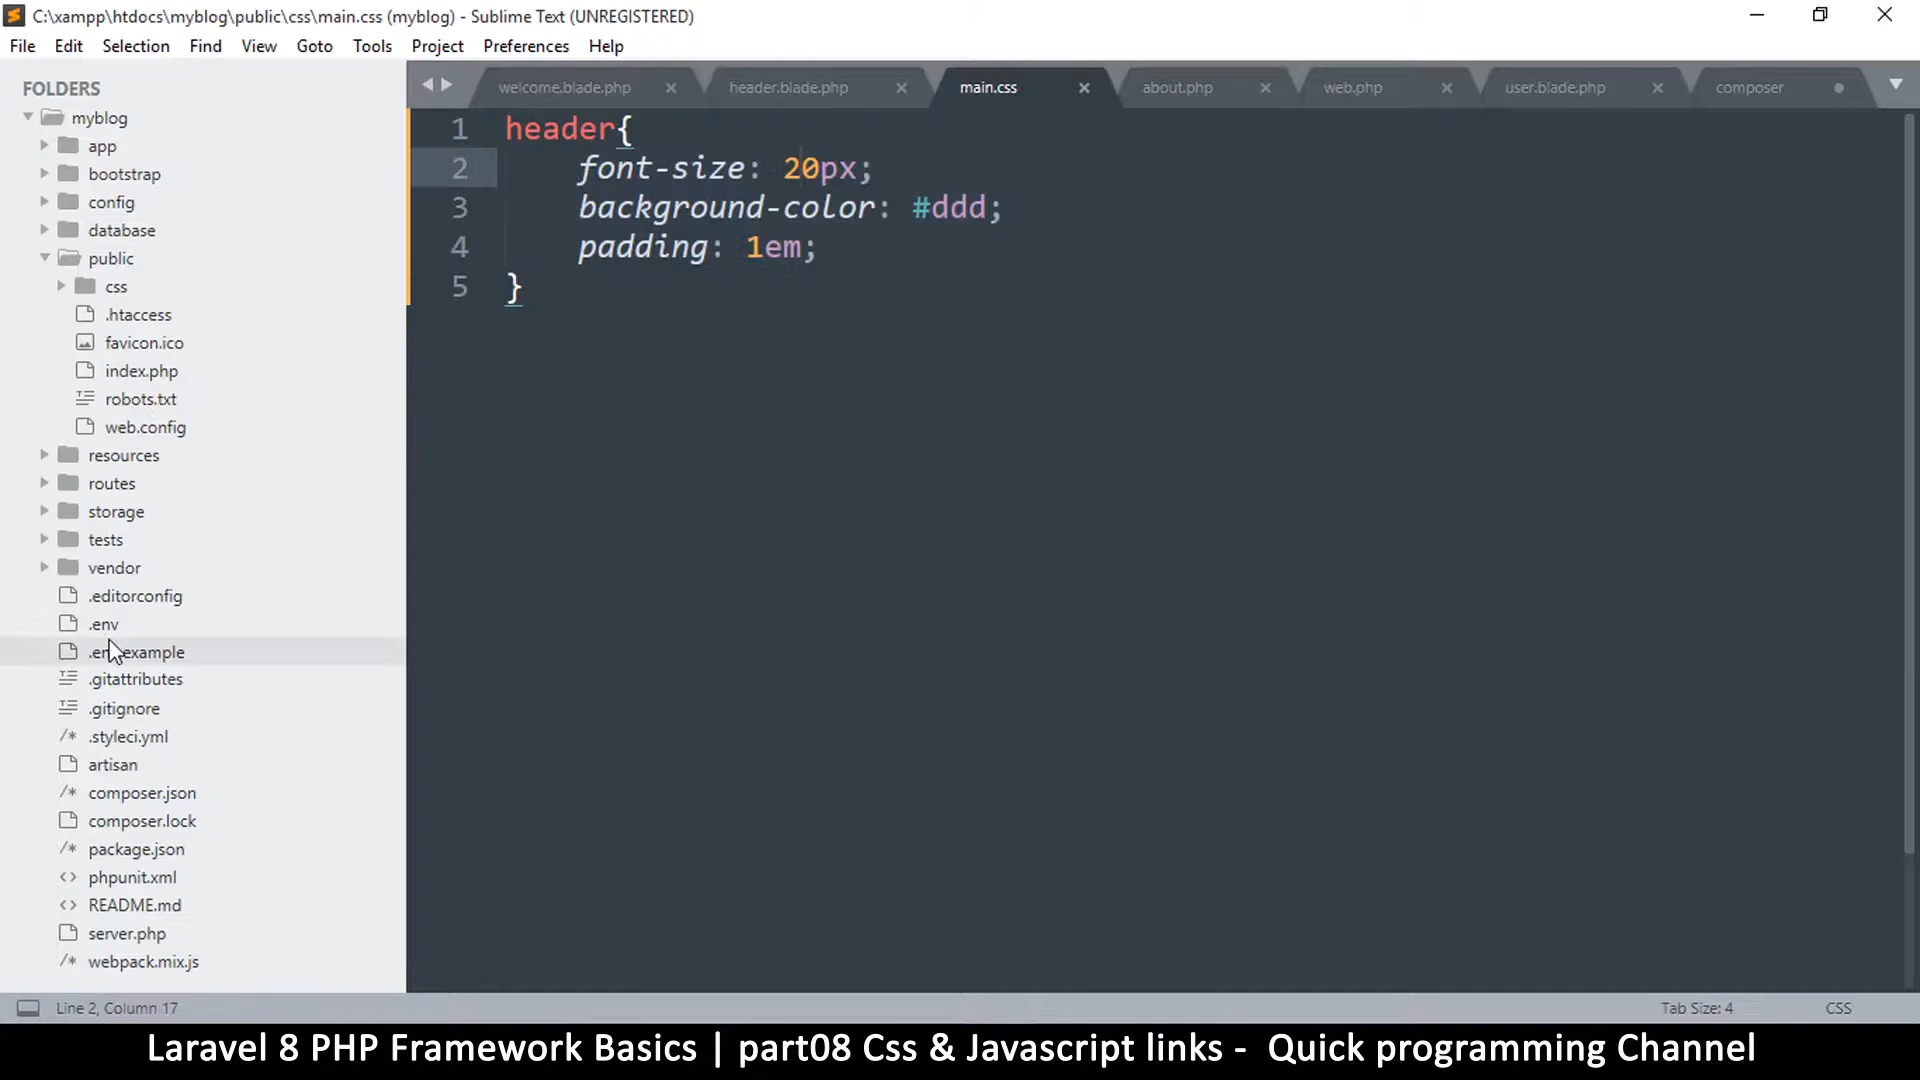 C:\xampp\htdocs\myblog\public\css\main.css (myblog) - Sublime Text (UNREGISTERED)
File Edit Selection Find View Goto Tools Project Preferences Help
FOLDERS
myblog
app
bootstrap
config
database
public
css
.htaccess
favicon.ico
index.php
robots.txt
web.config
resources
routes
storage
tests
vendor
.editorconfig
.env
.env.example
.gitattributes
.gitignore
.styleci.yml
artisan
composer.json
composer.lock
package.json
phpunit.xml
README.md
server.php
webpack.mix.js
welcome.blade.php header.blade.php main.css about.php web.php user.blade.php composer
1 header{
2 font-size: 20px;
3 background-color: #ddd;
4 padding: 1em;
5 }
Line 2, Column 17 Tab Size: 4 CSS
Laravel 8 PHP Framework Basics | part08 Css & Javascript links - Quick programming Channel